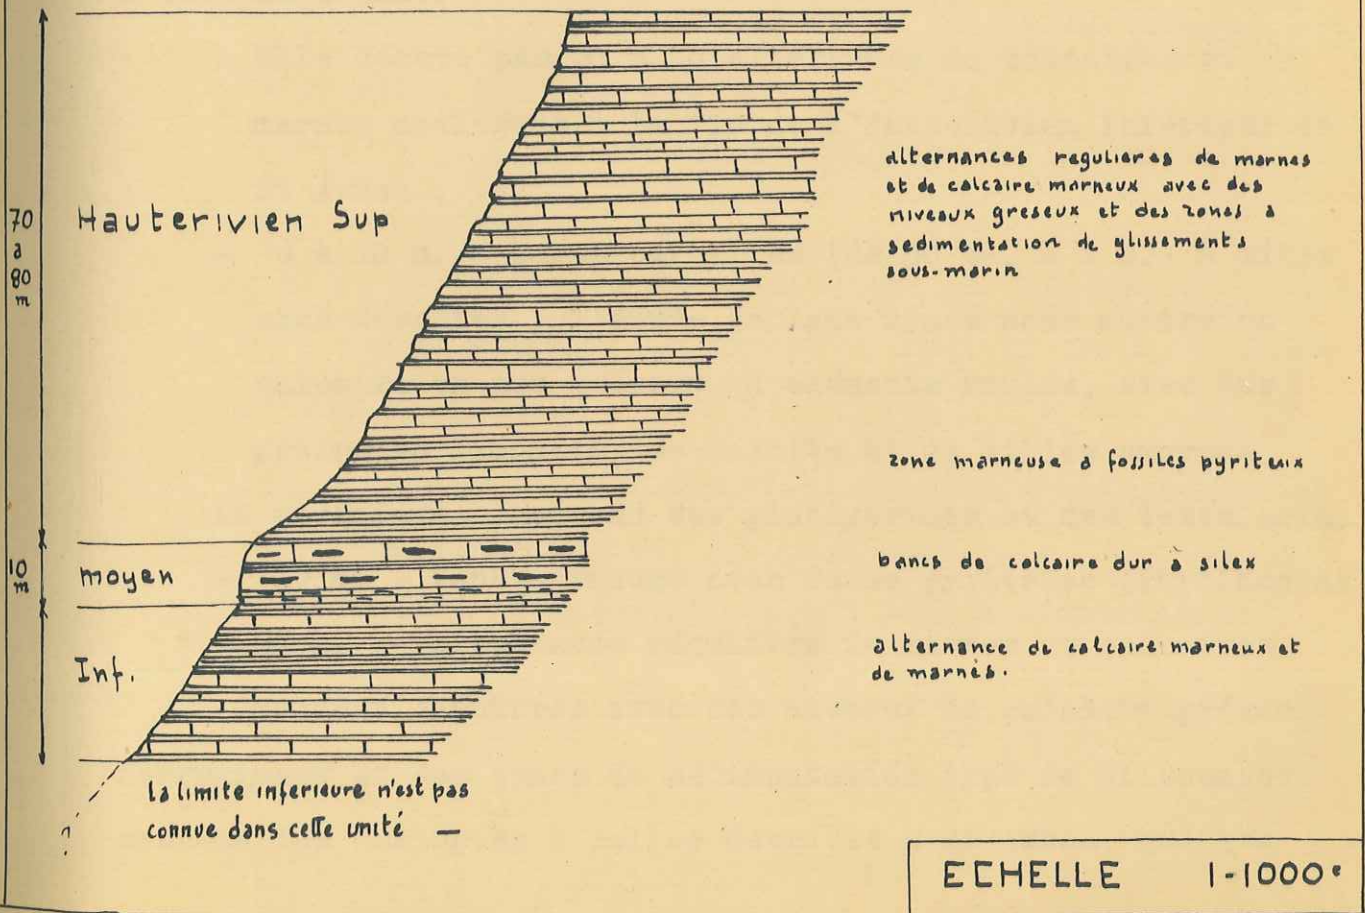 70
à
80
m
Hauterivien Sup
alternances regulieres de marnes
et de calcaire marneux avec des
niveaux greseux et des zones a
sedimentation de glissements
sous-marin
zone marneuse à fossiles pyriteux
10
m
moyen
bancs de calcaire dur à silex
Inf.
alternance de calcaire marneux et
de marnes.
La limite inferieure n'est pas
connue dans cette unité —
?
ECHELLE 1-1000e